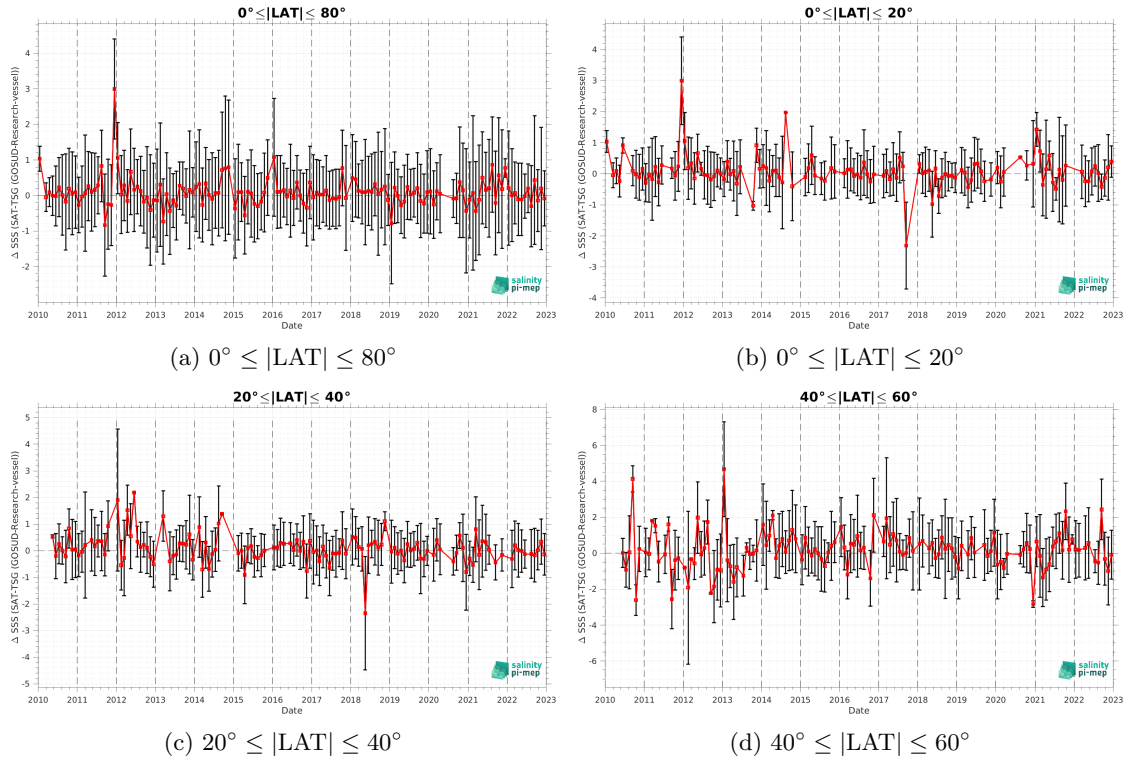 0°≤|LAT|≤ 80°
Δ SSS (SAT-TSG (GOSUD-Research-vessel))
4
3
2
1
0
-1
-2
2010 2011 2012 2013 2014 2015 2016 2017 2018 2019 2020 2021 2022 2023
Date
salinity
pi-mep
(a) 0° ≤ |LAT| ≤ 80°
0°≤|LAT|≤ 20°
Δ SSS (SAT-TSG (GOSUD-Research-vessel))
4
3
2
1
0
-1
-2
-3
-4
2010 2011 2012 2013 2014 2015 2016 2017 2018 2019 2020 2021 2022 2023
Date
salinity
pi-mep
(b) 0° ≤ |LAT| ≤ 20°
20°≤|LAT|≤ 40°
Δ SSS (SAT-TSG (GOSUD-Research-vessel))
5
4
3
2
1
0
-1
-2
-3
-4
-5
2010 2011 2012 2013 2014 2015 2016 2017 2018 2019 2020 2021 2022 2023
Date
salinity
pi-mep
(c) 20° ≤ |LAT| ≤ 40°
40°≤|LAT|≤ 60°
Δ SSS (SAT-TSG (GOSUD-Research-vessel))
8
6
4
2
0
-2
-4
-6
2010 2011 2012 2013 2014 2015 2016 2017 2018 2019 2020 2021 2022 2023
Date
salinity
pi-mep
(d) 40° ≤ |LAT| ≤ 60°